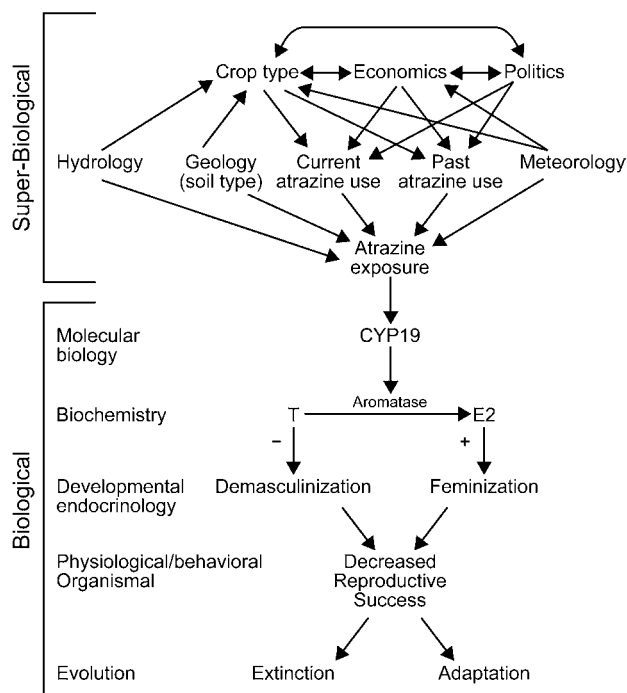 Super-Biological
Crop type Economics Politics
Hydrology Geology Current Past Meteorology
(soil type) atrazine use atrazine use
Atrazine
exposure
Biological
Molecular CYP19
biology
Aromatase
Biochemistry T E2
− +
Developmental Demasculinization Feminization
endocrinology
Physiological/behavioral Decreased
Organismal Reproductive
Success
Evolution Extinction Adaptation